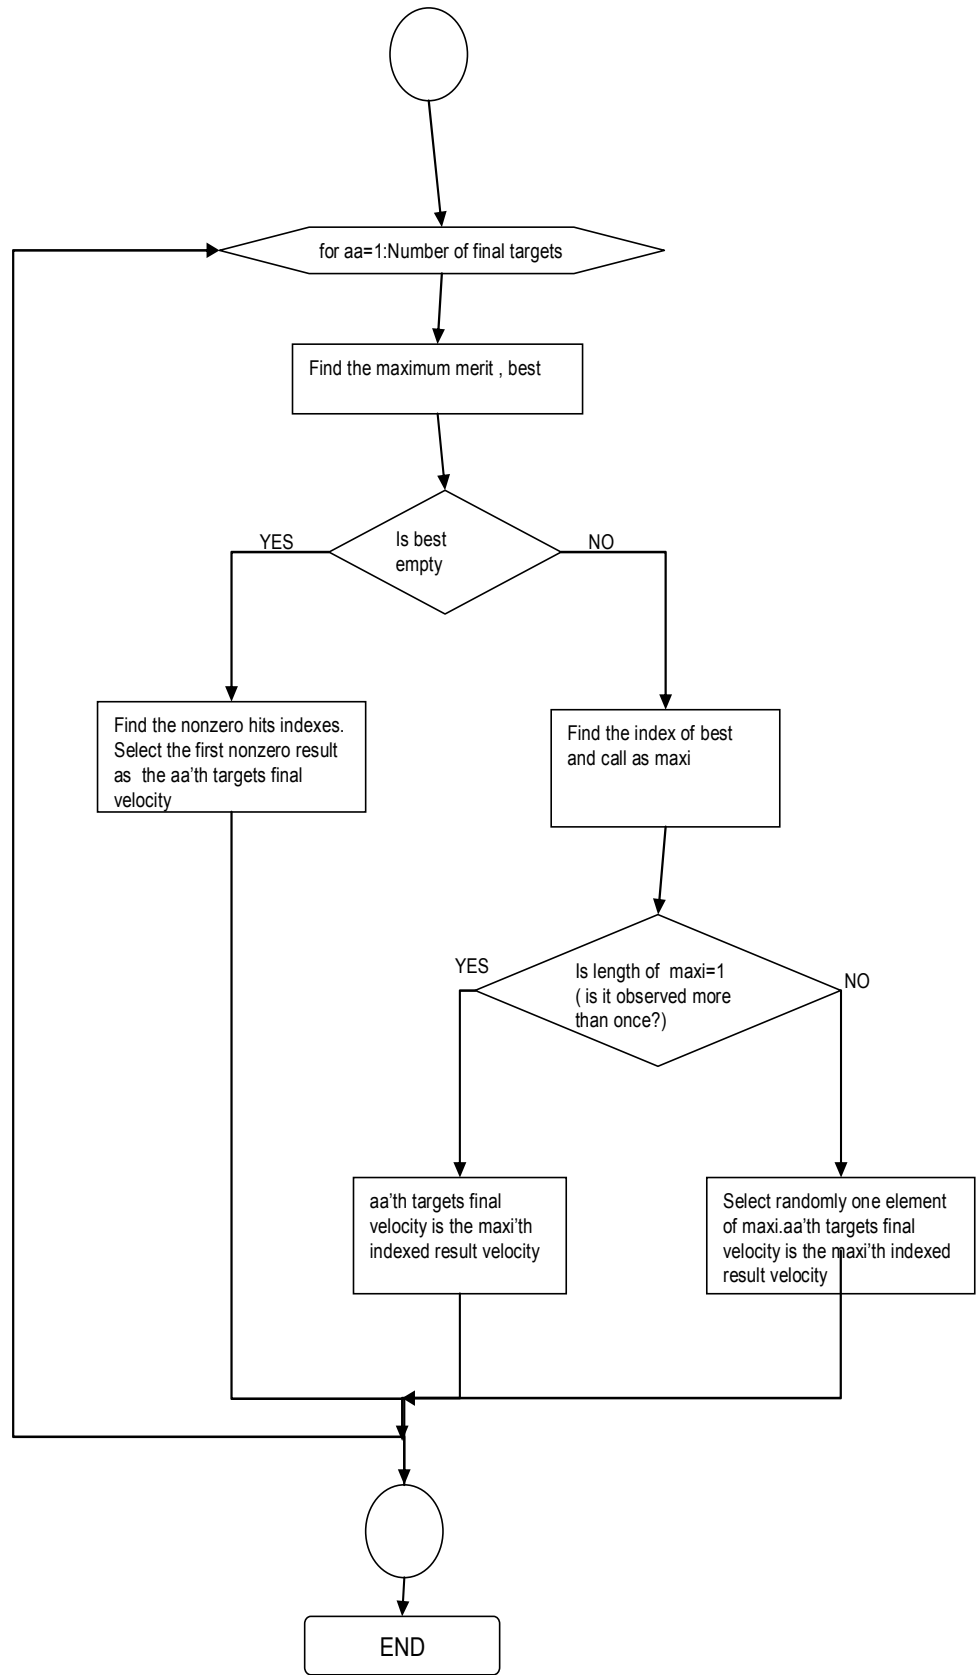 for aa=1:Number of final targets
Find the maximum merit , best
Is best
empty
YES
NO
Find the nonzero hits indexes.
Select the first nonzero result
as the aa’th targets final
velocity
Find the index of best
and call as maxi
Is length of maxi=1
( is it observed more
than once?)
YES
NO
aa’th targets final
velocity is the maxi’th
indexed result velocity
Select randomly one element
of maxi.aa’th targets final
velocity is the maxi’th indexed
result velocity
END